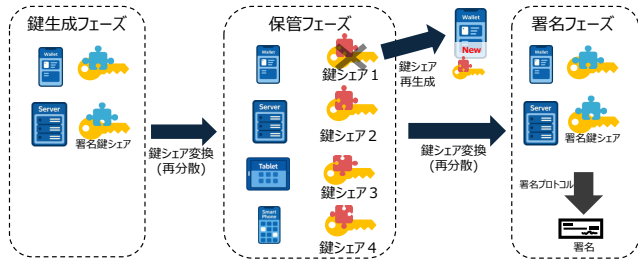 鍵生成フェーズ
Wallet
Server
署名鍵シェア
鍵シェア変換
(再分散)
保管フェーズ
Wallet
鍵シェア1
Server
鍵シェア2
Tablet
鍵シェア3
Smart
Phone
鍵シェア4
鍵シェア
再生成
Wallet
New
鍵シェア変換
(再分散)
署名フェーズ
Wallet
Server
署名鍵シェア
署名プロトコル
署名